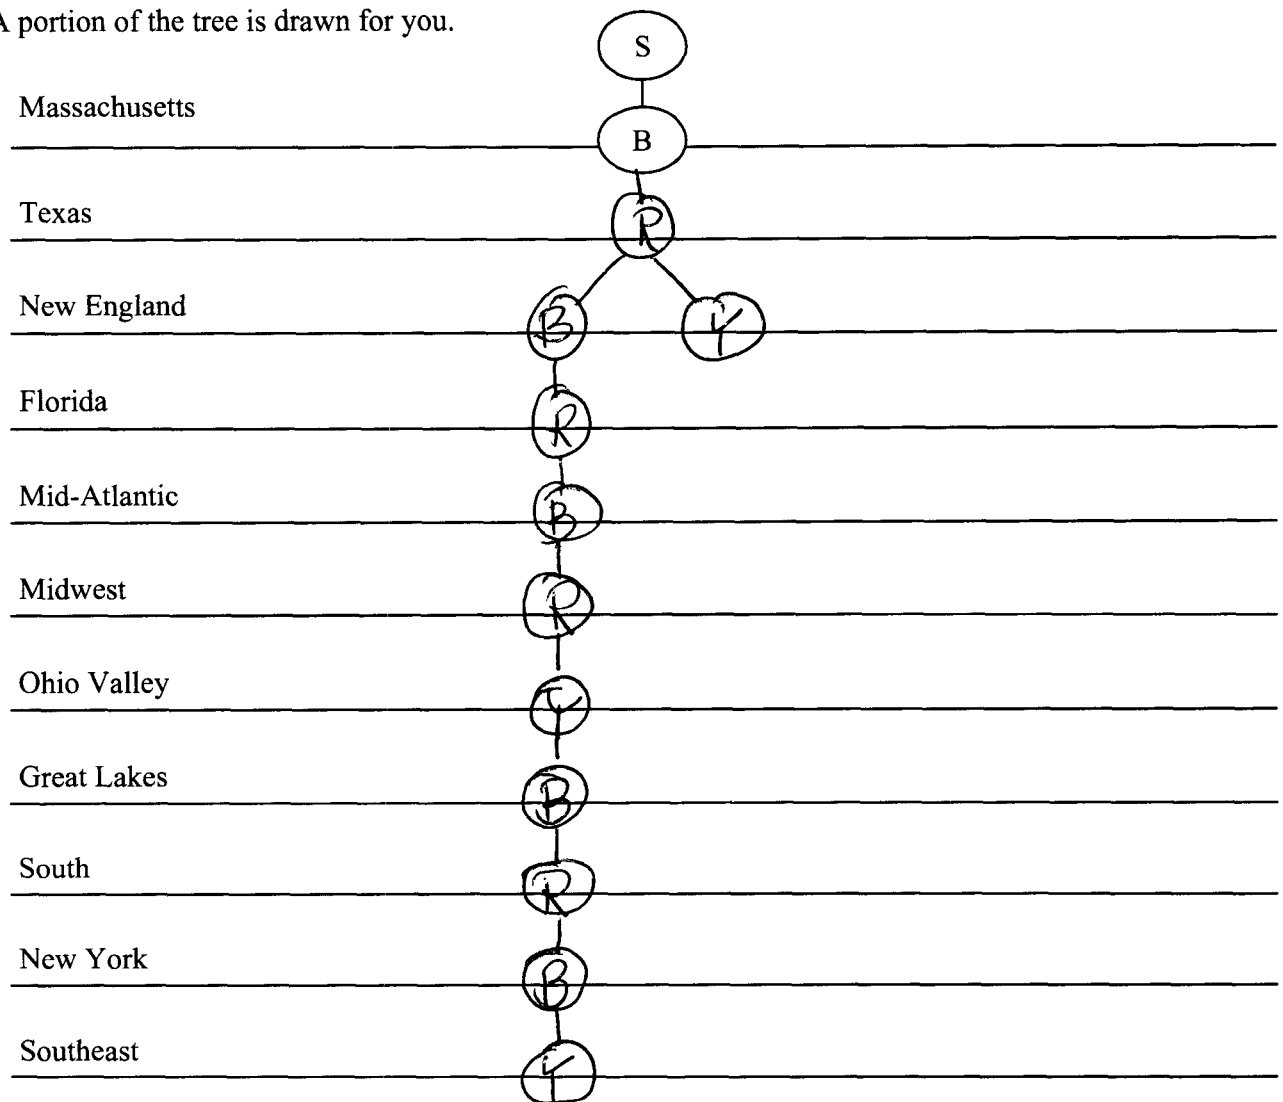 A portion of the tree is drawn for you.
S
Massachusetts
B
Texas
R
New England
B Y
Florida
R
Mid-Atlantic
B
Midwest
R
Ohio Valley
Y
Great Lakes
B
South
R
New York
B
Southeast
Y